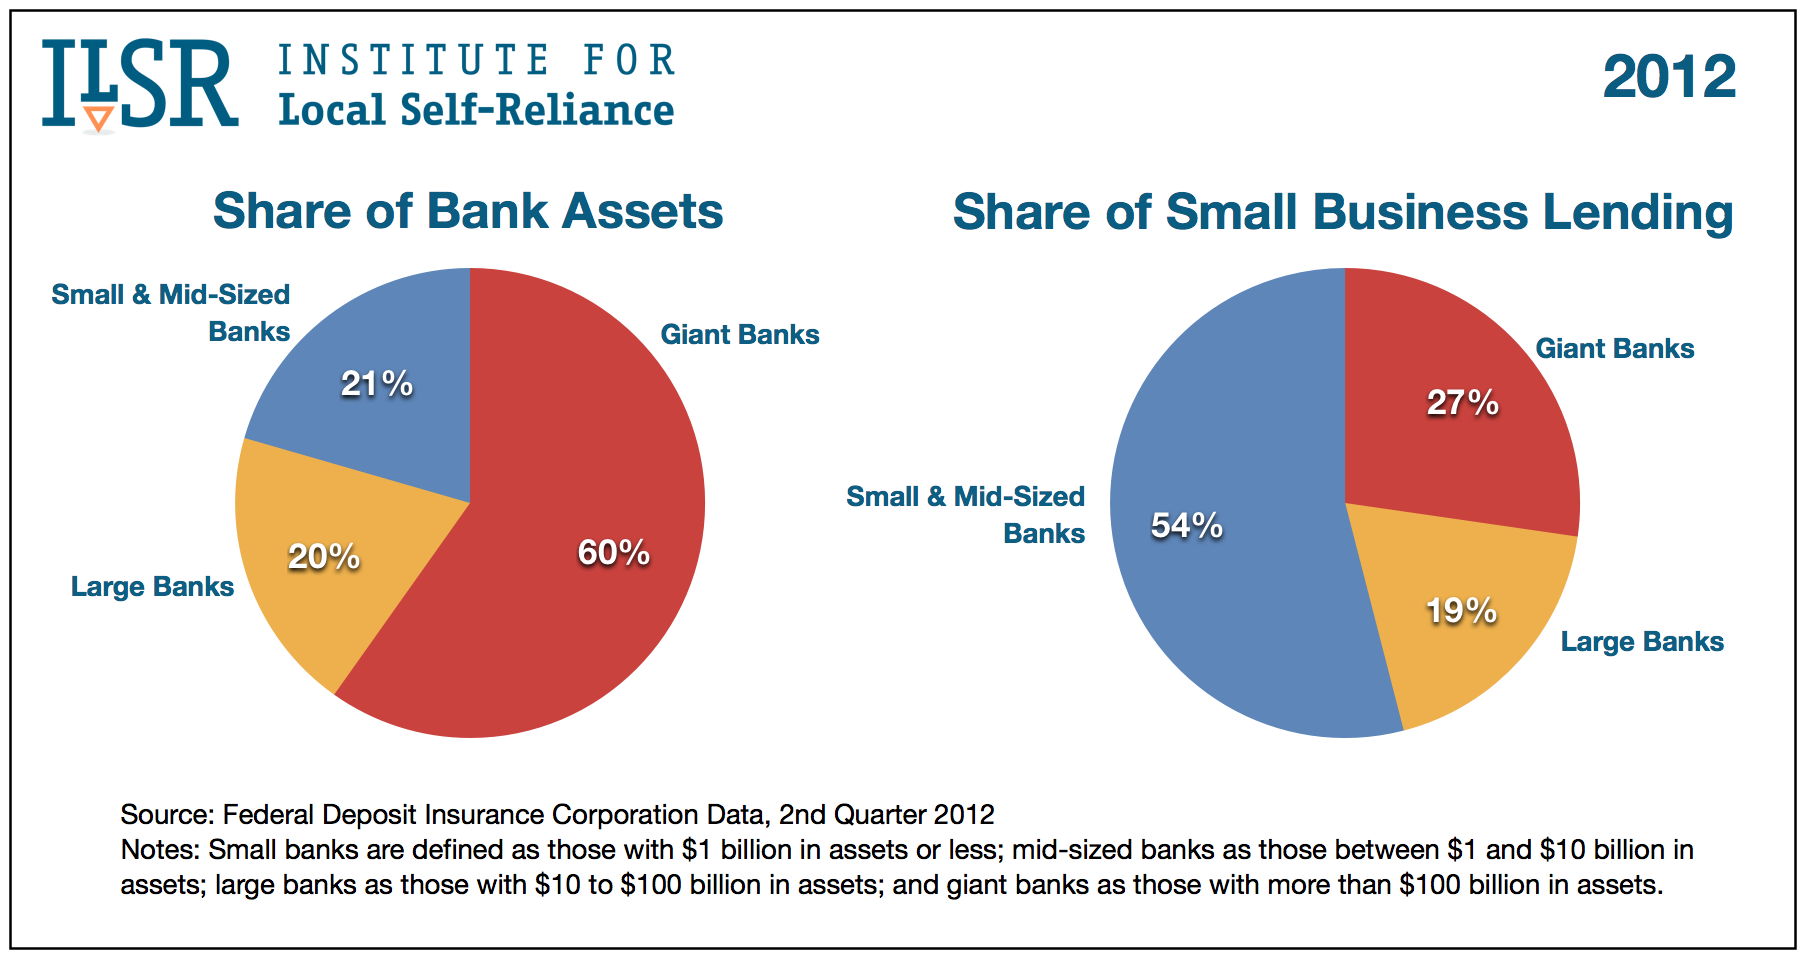 ILSR
INSTITUTE FOR
Local Self-Reliance
2012
Share of Bank Assets
Small & Mid-Sized
Banks
Giant Banks
21%
60%
20%
Large Banks
Share of Small Business Lending
Giant Banks
27%
Small & Mid-Sized
Banks
54%
19%
Large Banks
Source: Federal Deposit Insurance Corporation Data, 2nd Quarter 2012
Notes: Small banks are defined as those with $1 billion in assets or less; mid-sized banks as those between $1 and $10 billion in
assets; large banks as those with $10 to $100 billion in assets; and giant banks as those with more than $100 billion in assets.